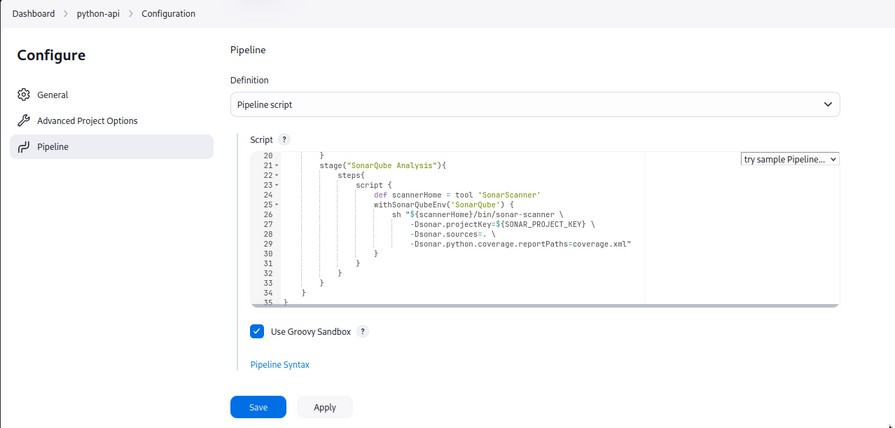 Dashboard > python-api > Configuration
Configure
General
Advanced Project Options
Pipeline
Pipeline
Definition
Pipeline script
Script ?
try sample Pipeline...
20 }
21 stage("SonarQube Analysis"){
22 steps{
23 script {
24 def scannerHome = tool 'SonarScanner'
25 withSonarQubeEnv('SonarQube') {
26 sh "${scannerHome}/bin/sonar-scanner \
27 -Dsonar.projectKey=${SONAR_PROJECT_KEY} \
28 -Dsonar.sources=. \
29 -Dsonar.python.coverage.reportPaths=coverage.xml"
30 }
31 }
32 }
33 }
34 }
35 }
Use Groovy Sandbox ?
Pipeline Syntax
Save Apply